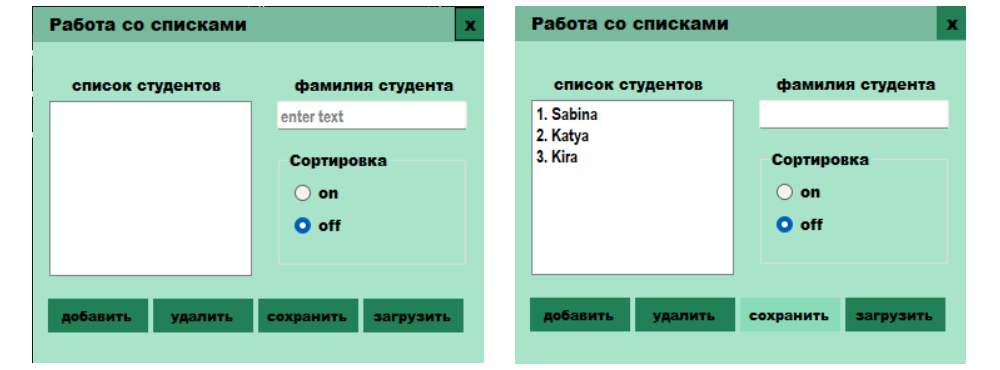 Работа со списками x
список студентов фамилия студента
enter text
Сортировка
on
off
добавить удалить сохранить загрузить
Работа со списками x
список студентов фамилия студента
1. Sabina
2. Katya
3. Kira
Сортировка
on
off
добавить удалить сохранить загрузить